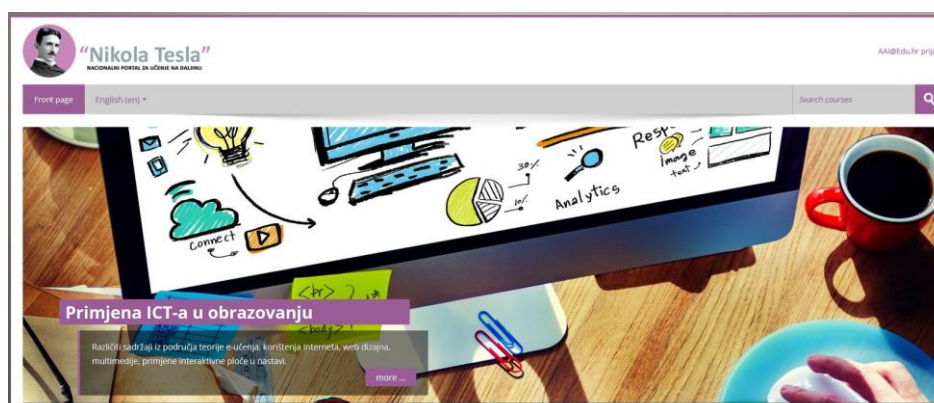 “Nikola Tesla”
NACIONALNI PORTAL ZA UČENJE NA DALJINU
AAI@Edu.hr
Front page
English (en)
Search courses
30%
10%
Analytics
Image
text
connect
<br>
<body>
Primjena ICT-a u obrazovanju
Različiti sadržaji iz područja teorije e-učenja, korištenja Interneta, web dizajna,
multimedije, primjene interaktivne ploče u nastavi.
more ...